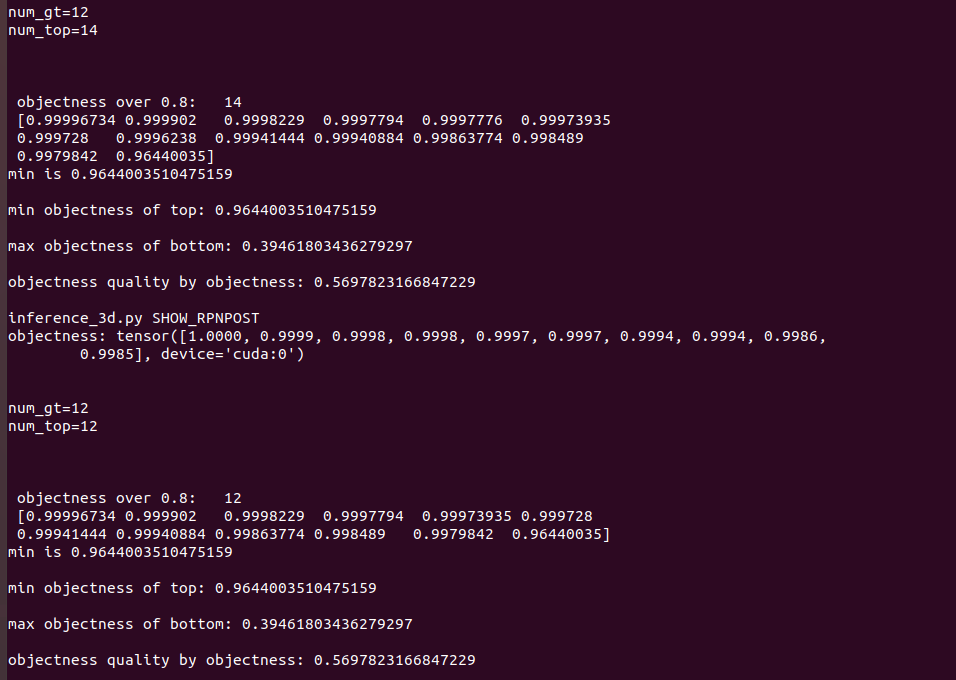 num_gt=12
num_top=14
objectness over 0.8:   14
[0.99996734 0.999902   0.9998229  0.9997794  0.9997776  0.99973935
0.999728   0.9996238  0.99941444 0.99940884 0.99863774 0.998489
0.9979842  0.96440035]
min is 0.9644003510475159
min objectness of top: 0.9644003510475159
max objectness of bottom: 0.39461803436279297
objectness quality by objectness: 0.5697823166847229
inference_3d.py SHOW_RPNPOST
objectness: tensor([1.0000, 0.9999, 0.9998, 0.9998, 0.9997, 0.9997, 0.9994, 0.9994, 0.9986,
        0.9985], device='cuda:0')
num_gt=12
num_top=12
objectness over 0.8:   12
[0.99996734 0.999902   0.9998229  0.9997794  0.99973935 0.999728
0.99941444 0.99940884 0.99863774 0.998489   0.9979842  0.96440035]
min is 0.9644003510475159
min objectness of top: 0.9644003510475159
max objectness of bottom: 0.39461803436279297
objectness quality by objectness: 0.5697823166847229